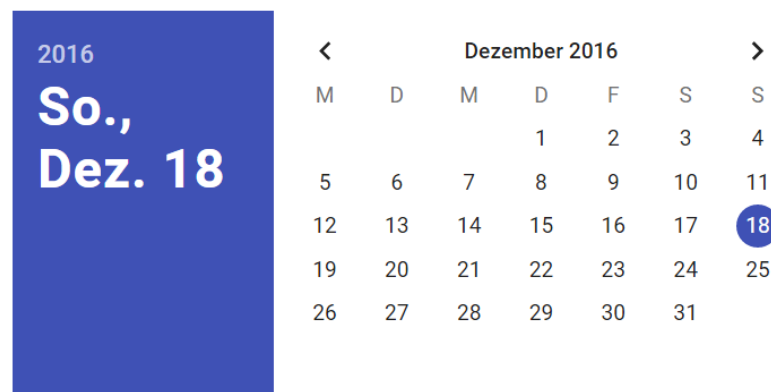 2016
So.,
Dez. 18
Dezember 2016
M D M D F S S
1 2 3 4
5 6 7 8 9 10 11
12 13 14 15 16 17 18
19 20 21 22 23 24 25
26 27 28 29 30 31